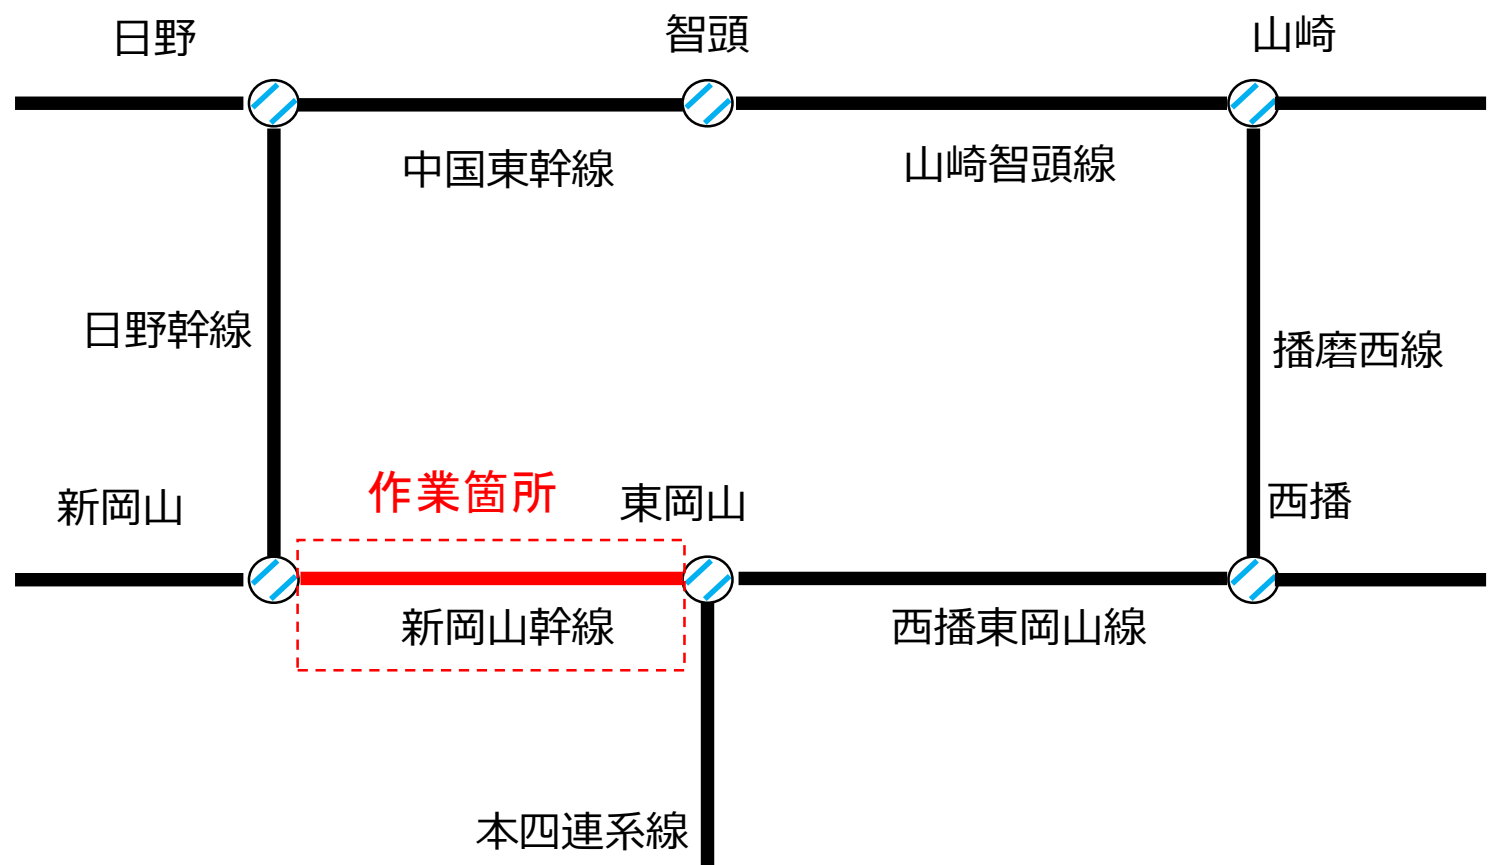 日野
智頭
山崎
中国東幹線
山崎智頭線
日野幹線
播磨西線
作業箇所
新岡山
東岡山
西播
新岡山幹線
西播東岡山線
本四連系線